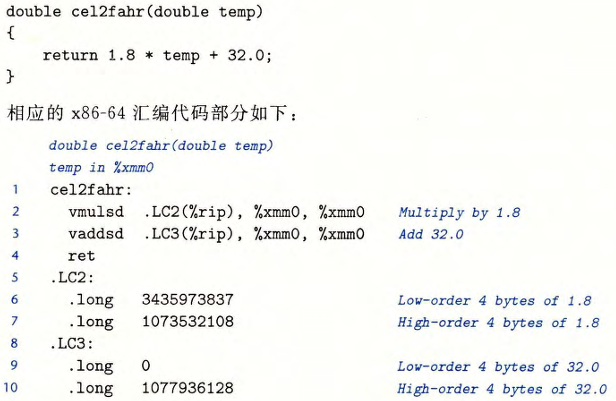 double cel2fahr(double temp)
{
    return 1.8 * temp + 32.0;
}
相应的 x86-64 汇编代码部分如下：
double cel2fahr(double temp)
temp in %xmm0
1 cel2fahr:
2 vmulsd .LC2(%rip), %xmm0, %xmm0 Multiply by 1.8
3 vaddsd .LC3(%rip), %xmm0, %xmm0 Add 32.0
4 ret
5 .LC2:
6 .long 3435973837 Low-order 4 bytes of 1.8
7 .long 1073532108 High-order 4 bytes of 1.8
8 .LC3:
9 .long 0 Low-order 4 bytes of 32.0
10 .long 1077936128 High-order 4 bytes of 32.0